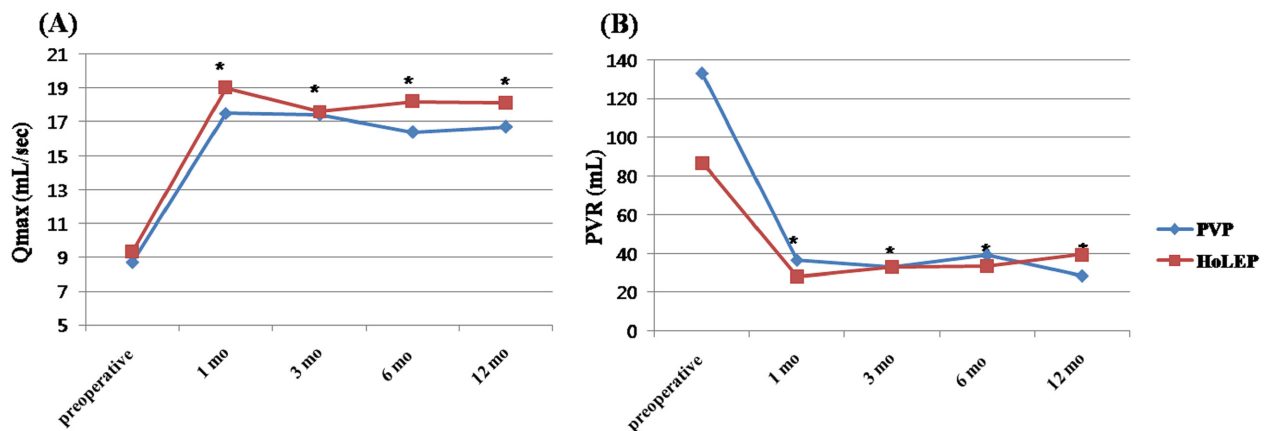 (A)
Qmax (mL/sec)
21
19
17
15
13
11
9
7
5
* * * *
preoperative
1 mo
3 mo
6 mo
12 mo
(B)
PVR (mL)
140
120
100
80
60
40
20
0
* * * *
preoperative
1 mo
3 mo
6 mo
12 mo
PVP
HoLEP